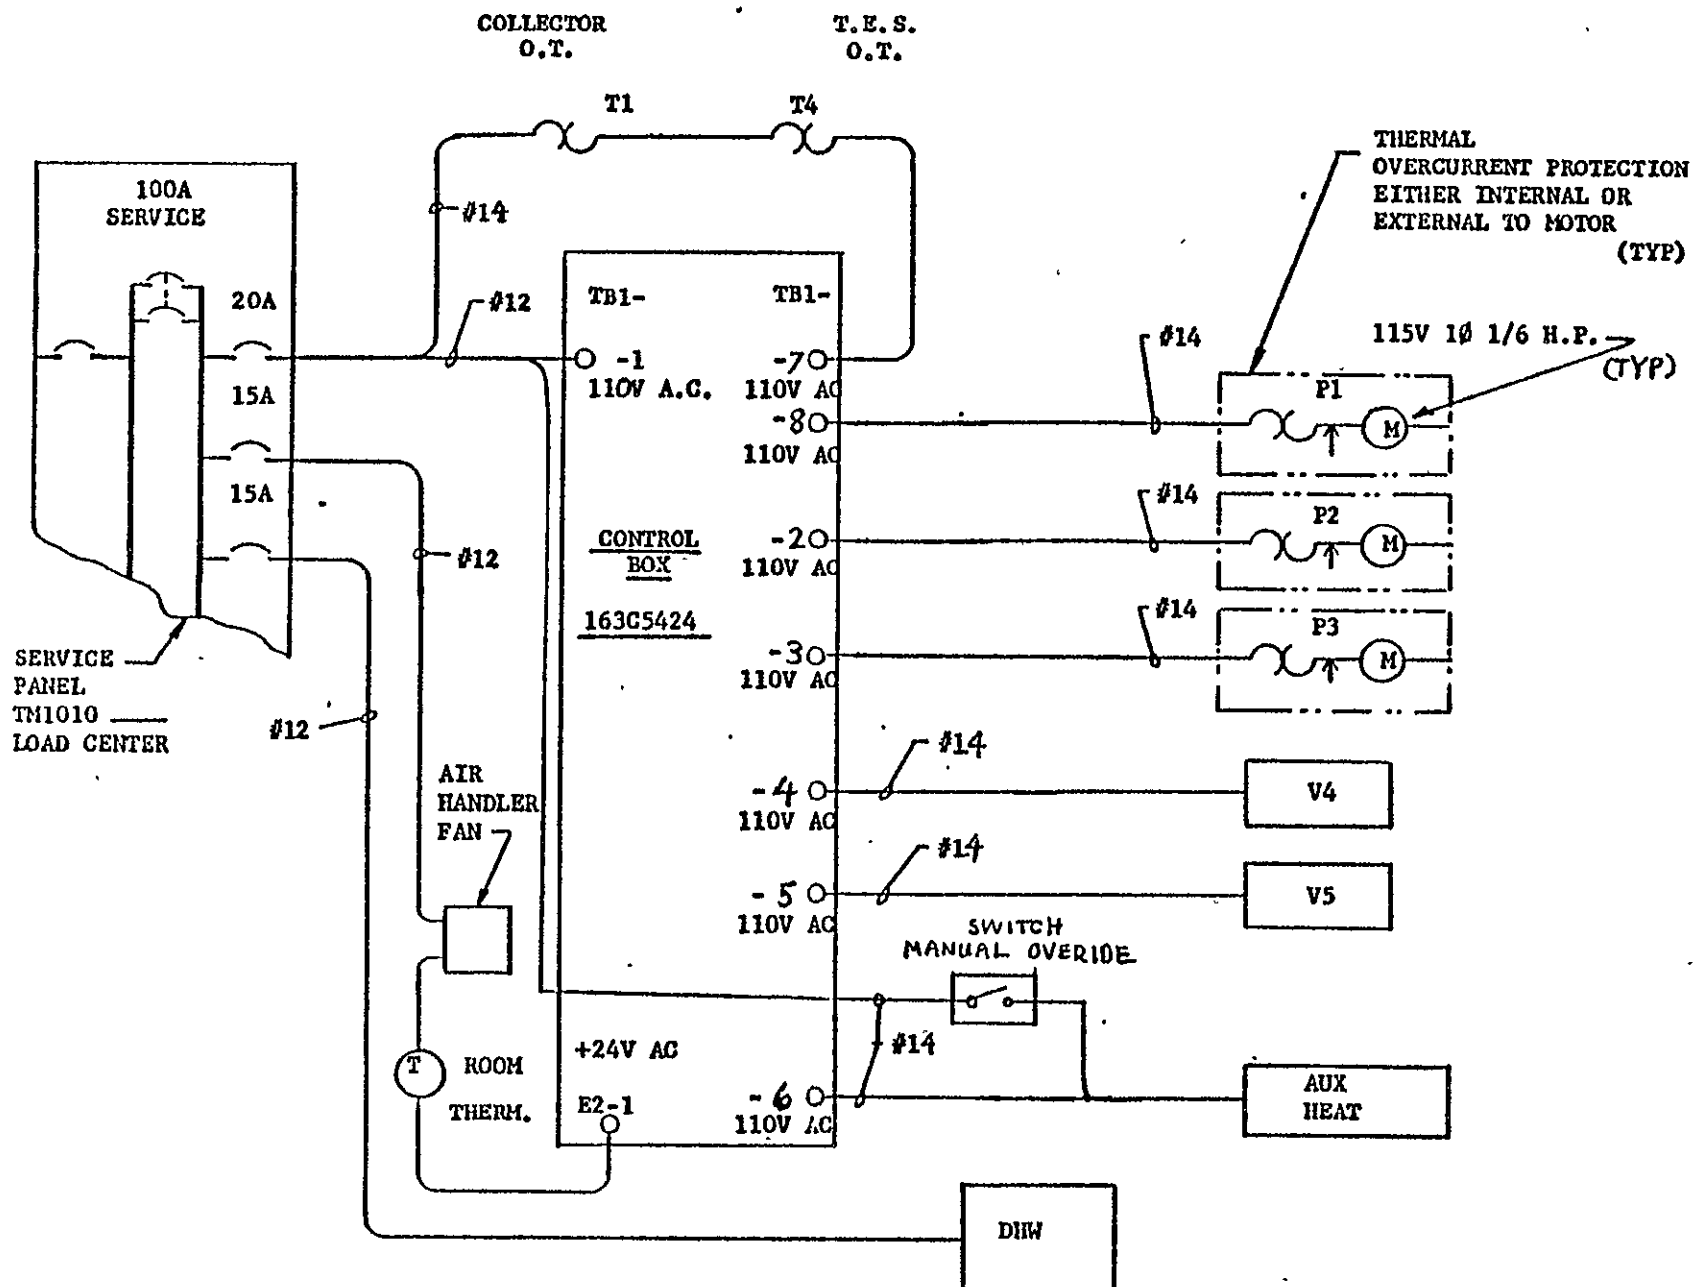 COLLECTOR
O.T.
T.E.S.
O.T.
T1
T4
THERMAL
OVERCURRENT PROTECTION
EITHER INTERNAL OR
EXTERNAL TO MOTOR
(TYP)
100A
SERVICE
#14
20A
#12
TB1-
TB1-
-1
110V A.C.
-7
110V AC
15A
#14
115V 1Ø 1/6 H.P.
(TYP)
P1
M
-8
110V AC
15A
#14
P2
M
#12
CONTROL
BOX
-2
110V AC
163C5424
#14
P3
M
-3
110V AC
SERVICE
PANEL
TM1010
LOAD CENTER
#12
#14
AIR
HANDLER
FAN
-4
110V AC
V4
#14
-5
110V AC
V5
SWITCH
MANUAL OVERIDE
+24V AC
#14
T
ROOM
THERM.
E2-1
-6
110V AC
AUX
HEAT
DHW